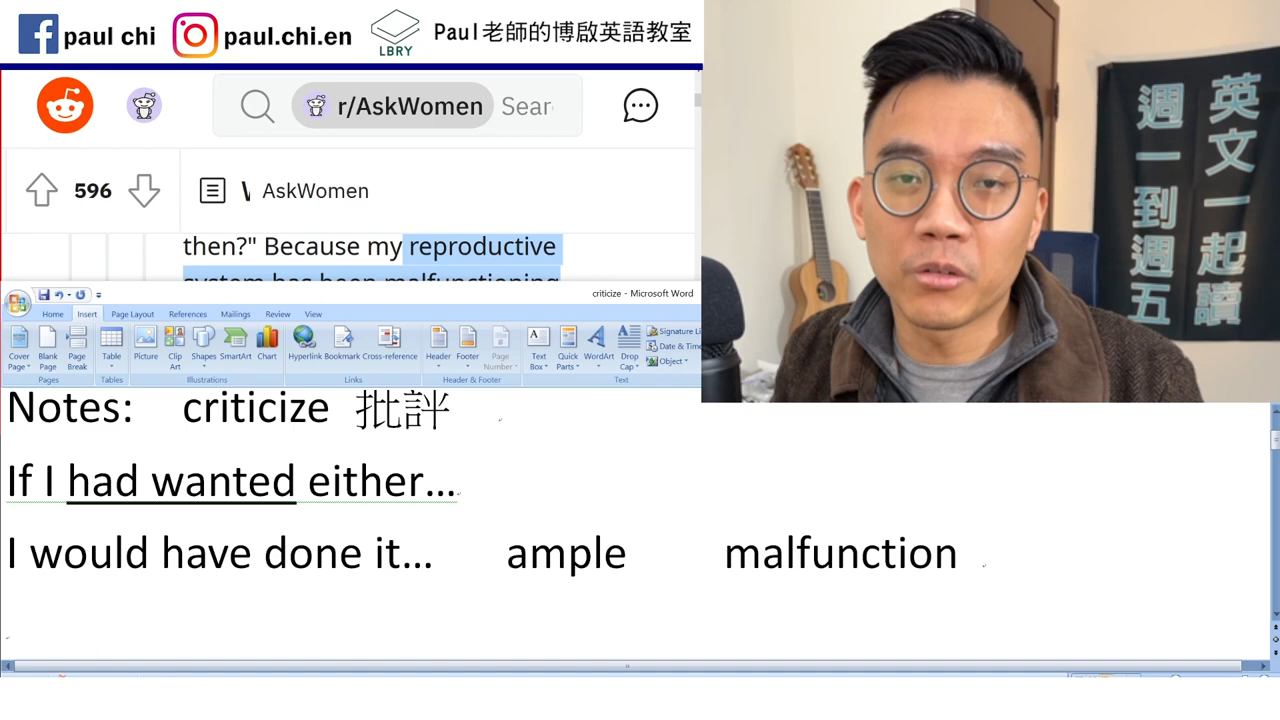 paul chi
paul.chi.en
LBRY
Paul老師的博啟英語教室
r/AskWomen
596
AskWomen
then?" Because my reproductive
system has been malfunctioning
criticize - Microsoft Word
Home Insert Page Layout References Mailings Review View
Cover Page
Blank Page
Page Break
Table
Picture
Clip Art
Shapes
SmartArt
Chart
Hyperlink
Bookmark
Cross-reference
Header
Footer
Page Number
Text Box
Quick Parts
WordArt
Drop Cap
Date & Time
Object
Pages Tables Illustrations Links Header & Footer Text
Notes: criticize 批評
If I had wanted either…
I would have done it… ample malfunction
英文一起讀
週一到週五